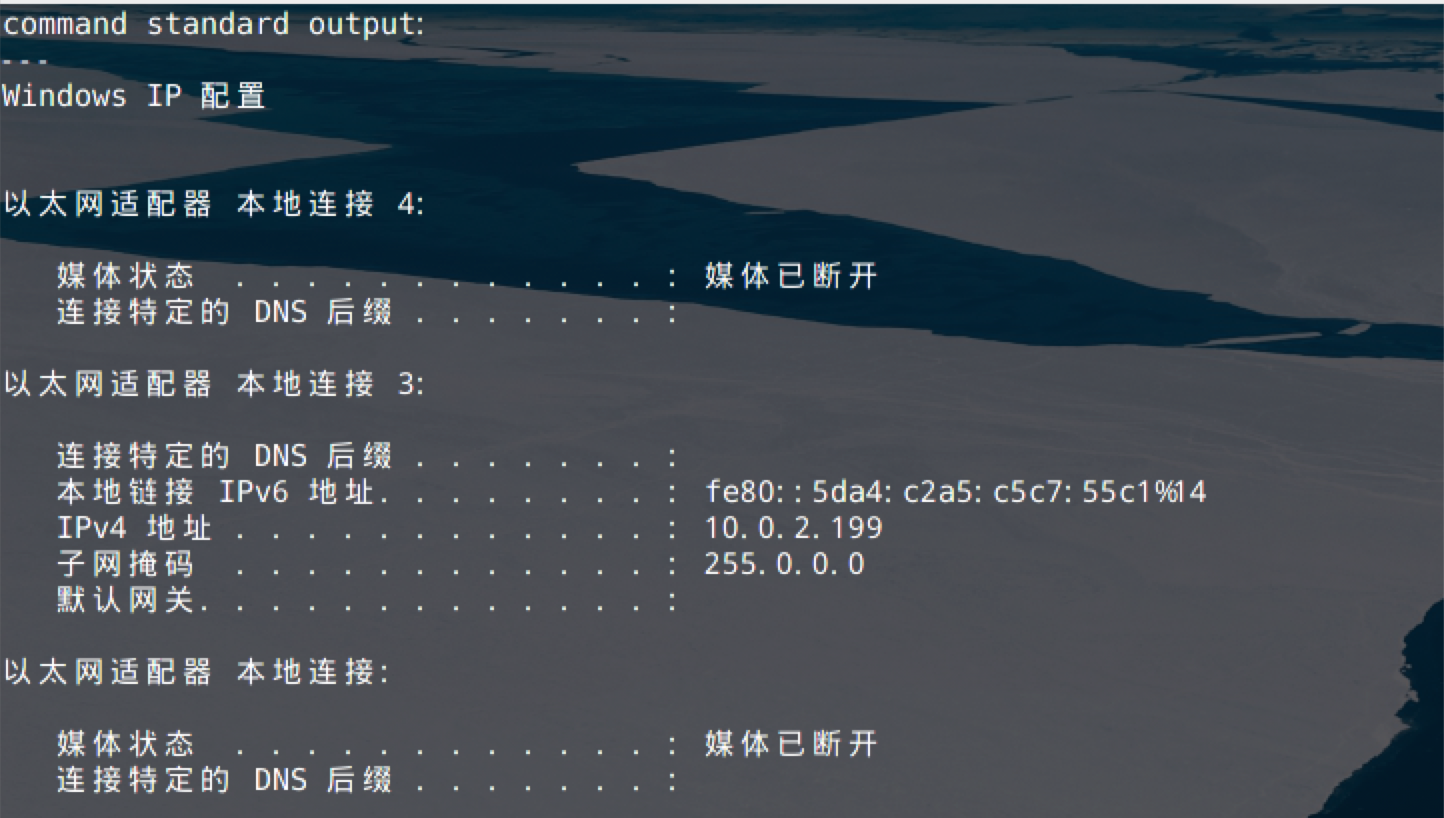 command standard output:
---
Windows IP 配置
以太网适配器 本地连接 4:
媒体状态 . . . . . . . . . . . . : 媒体已断开
连接特定的 DNS 后缀 . . . . . . . :
以太网适配器 本地连接 3:
连接特定的 DNS 后缀 . . . . . . . :
本地链接 IPv6 地址. . . . . . . . : fe80::5da4:c2a5:c5c7:55c1%14
IPv4 地址 . . . . . . . . . . . . : 10.0.2.199
子网掩码 . . . . . . . . . . . . : 255.0.0.0
默认网关. . . . . . . . . . . . . :
以太网适配器 本地连接:
媒体状态 . . . . . . . . . . . . : 媒体已断开
连接特定的 DNS 后缀 . . . . . . . :